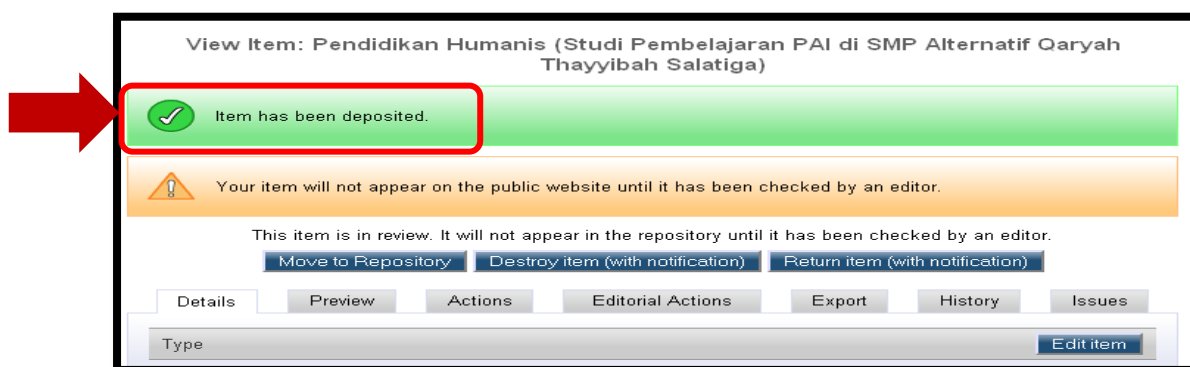 View Item: Pendidikan Humanis (Studi Pembelajaran PAI di SMP Alternatif Qaryah
Thayyibah Salatiga)
Item has been deposited.
Your item will not appear on the public website until it has been checked by an editor.
This item is in review. It will not appear in the repository until it has been checked by an editor.
Move to Repository Destroy item (with notification) Return item (with notification)
Details Preview Actions Editorial Actions Export History Issues
Type Edit item